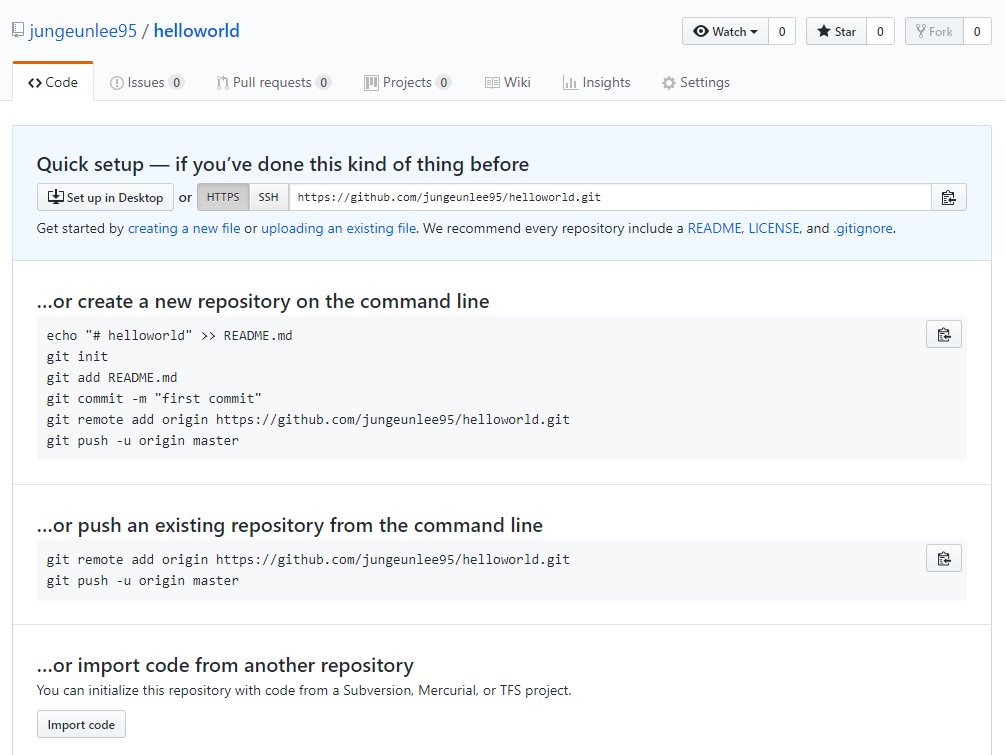 jungeunlee95 / helloworld
Watch 0 Star 0 Fork 0
Code Issues 0 Pull requests 0 Projects 0 Wiki Insights Settings
Quick setup — if you’ve done this kind of thing before
Set up in Desktop or HTTPS SSH https://github.com/jungeunlee95/helloworld.git
Get started by creating a new file or uploading an existing file. We recommend every repository include a README, LICENSE, and .gitignore.
…or create a new repository on the command line
echo "# helloworld" >> README.md
git init
git add README.md
git commit -m "first commit"
git remote add origin https://github.com/jungeunlee95/helloworld.git
git push -u origin master
…or push an existing repository from the command line
git remote add origin https://github.com/jungeunlee95/helloworld.git
git push -u origin master
…or import code from another repository
You can initialize this repository with code from a Subversion, Mercurial, or TFS project.
Import code